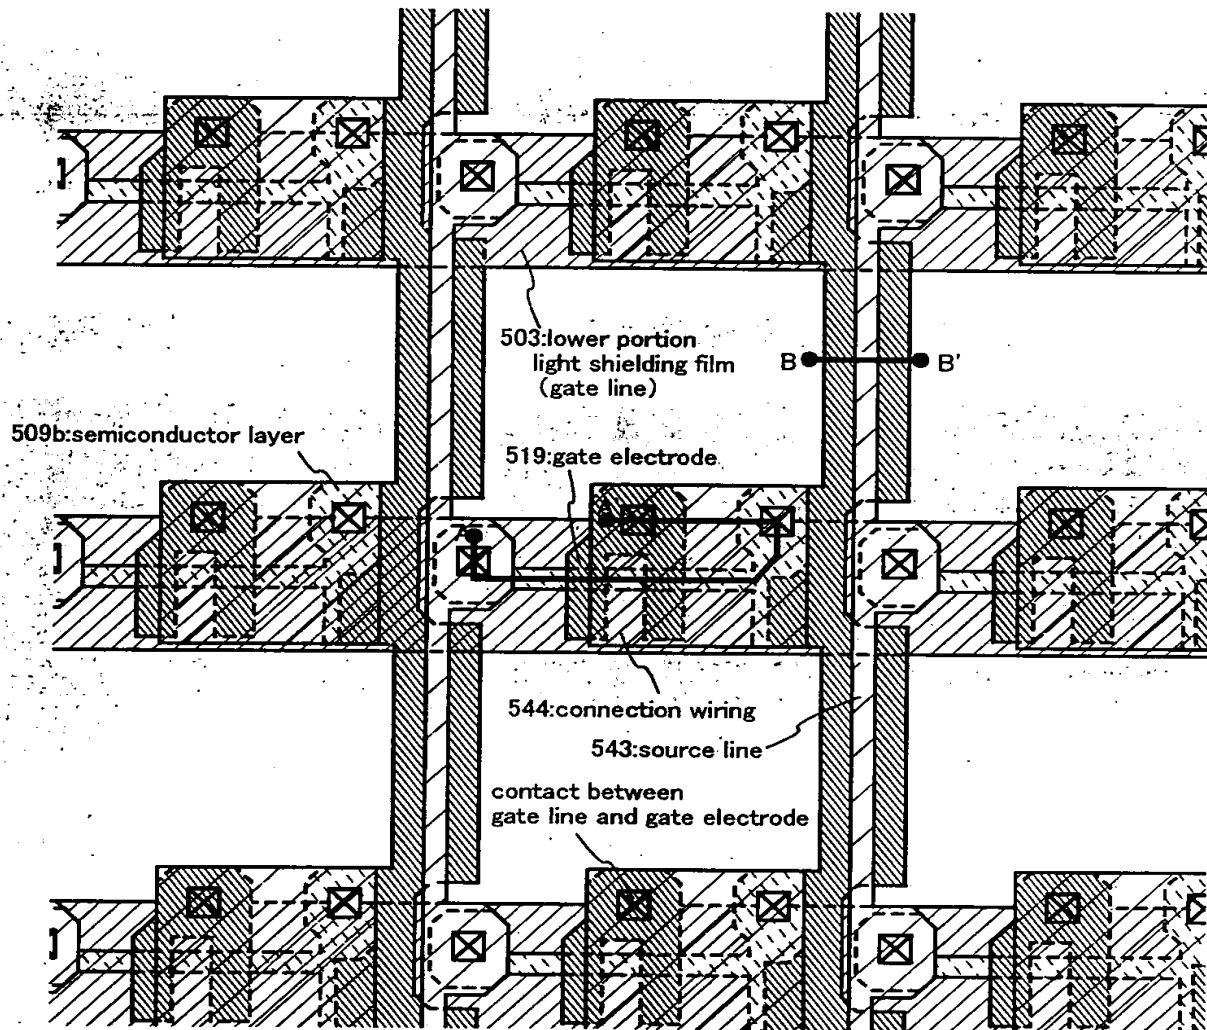 503:lower portion
light shielding film
(gate line)
B
B'
509b:semiconductor layer
519:gate electrode
A
A'
544:connection wiring
543:source line
contact between
gate line and gate electrode